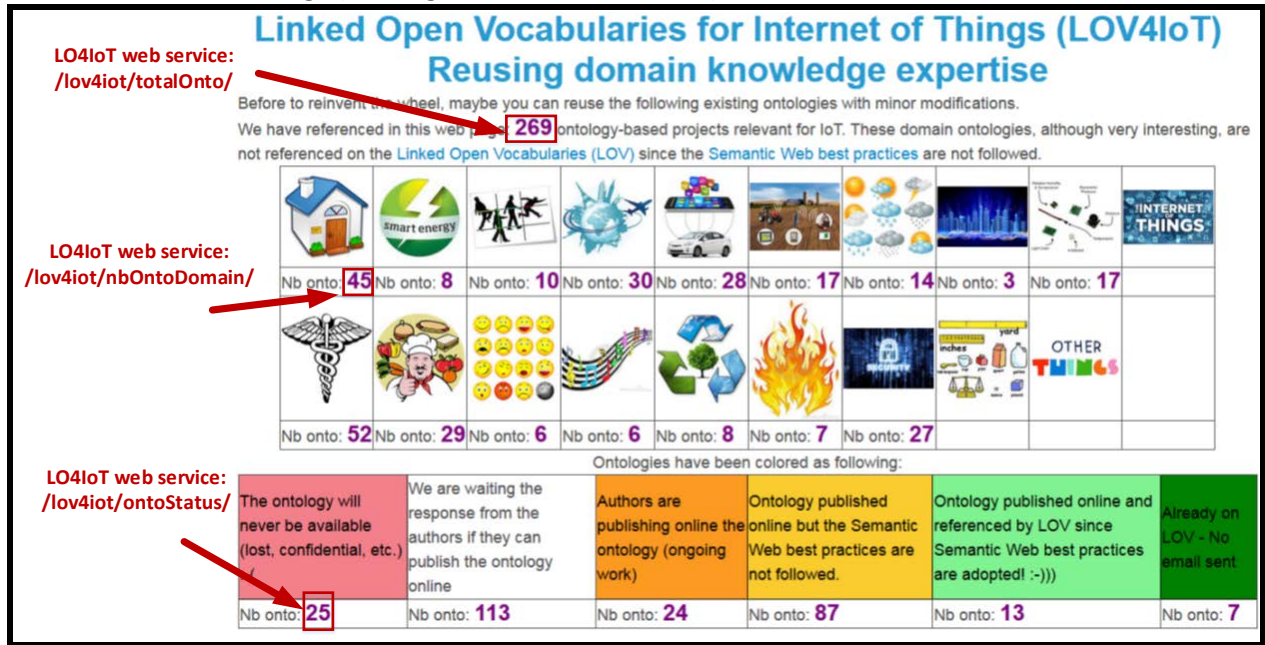 Linked Open Vocabularies for Internet of Things (LOV4IoT)
Reusing domain knowledge expertise
LO4IoT web service:
/lov4iot/totalOnto/
Before to reinvent the wheel, maybe you can reuse the following existing ontologies with minor modifications.
We have referenced in this web page 269 ontology-based projects relevant for IoT. These domain ontologies, although very interesting, are
not referenced on the Linked Open Vocabularies (LOV) since the Semantic Web best practices are not followed.
smart energy
INTERNET
OF
THINGS
LO4IoT web service:
/lov4iot/nbOntoDomain/
Nb onto: 45 Nb onto: 8 Nb onto: 10 Nb onto: 30 Nb onto: 28 Nb onto: 17 Nb onto: 14 Nb onto: 3 Nb onto: 17
SECURITY
yard
inches
OTHER
THINGS
Nb onto: 52 Nb onto: 29 Nb onto: 6 Nb onto: 6 Nb onto: 8 Nb onto: 7 Nb onto: 27
Ontologies have been colored as following:
LO4IoT web service:
/lov4iot/ontoStatus/
The ontology will
never be available
(lost, confidential, etc.)
We are waiting the
response from the
authors if they can
publish the ontology
online
Authors are
publishing online the
ontology (ongoing
work)
Ontology published
online but the Semantic
Web best practices are
not followed.
Ontology published online and
referenced by LOV since
Semantic Web best practices
are adopted! :-)))
Already on
LOV - No
email sent
Nb onto: 25 Nb onto: 113 Nb onto: 24 Nb onto: 87 Nb onto: 13 Nb onto: 7